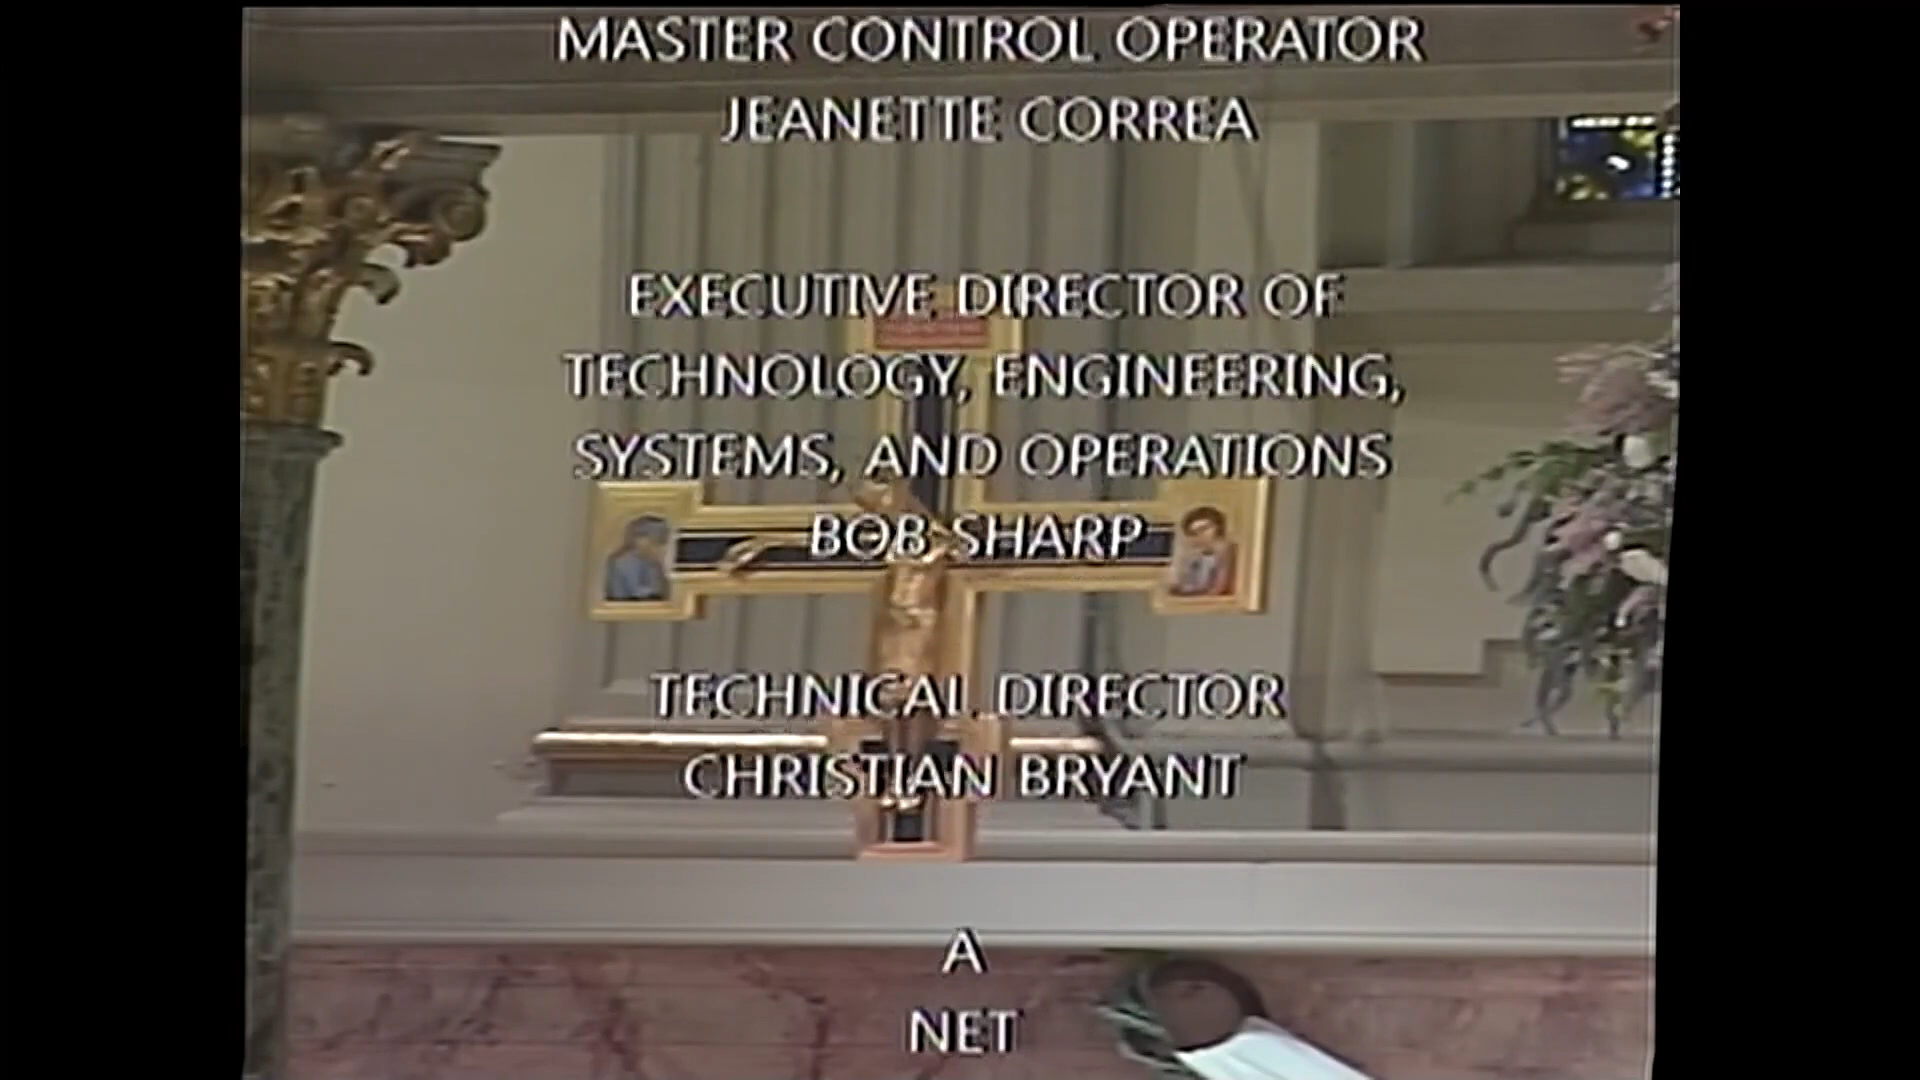 MASTER CONTROL OPERATOR
JEANETTE CORREA
EXECUTIVE DIRECTOR OF
TECHNOLOGY, ENGINEERING,
SYSTEMS, AND OPERATIONS
BOB SHARP
TECHNICAL DIRECTOR
CHRISTIAN BRYANT
A
NET